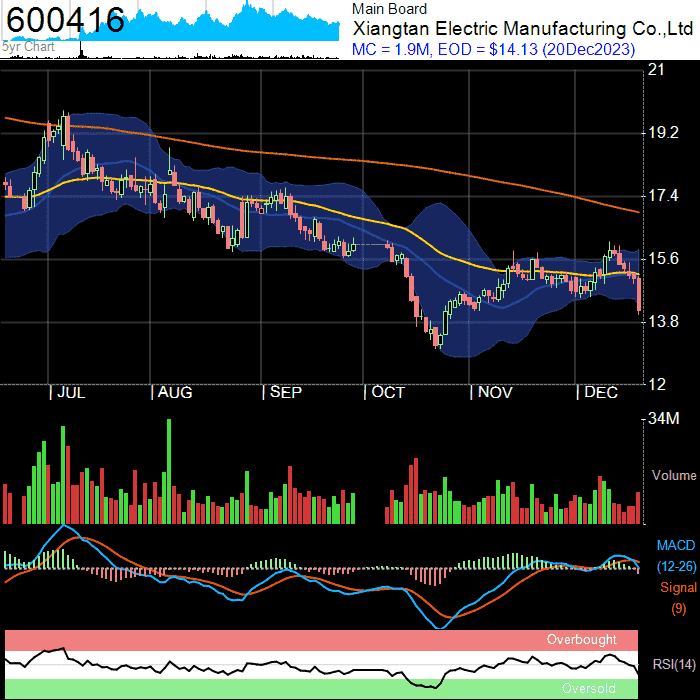 600416
5yr Chart
Main Board
Xiangtan Electric Manufacturing Co.,Ltd
MC = 1.9M, EOD = $14.13 (20Dec2023)
21
19.2
17.4
15.6
13.8
12
JUL AUG SEP OCT NOV DEC
34M
Volume
MACD
(12-26)
Signal
(9)
Overbought
RSI(14)
Oversold